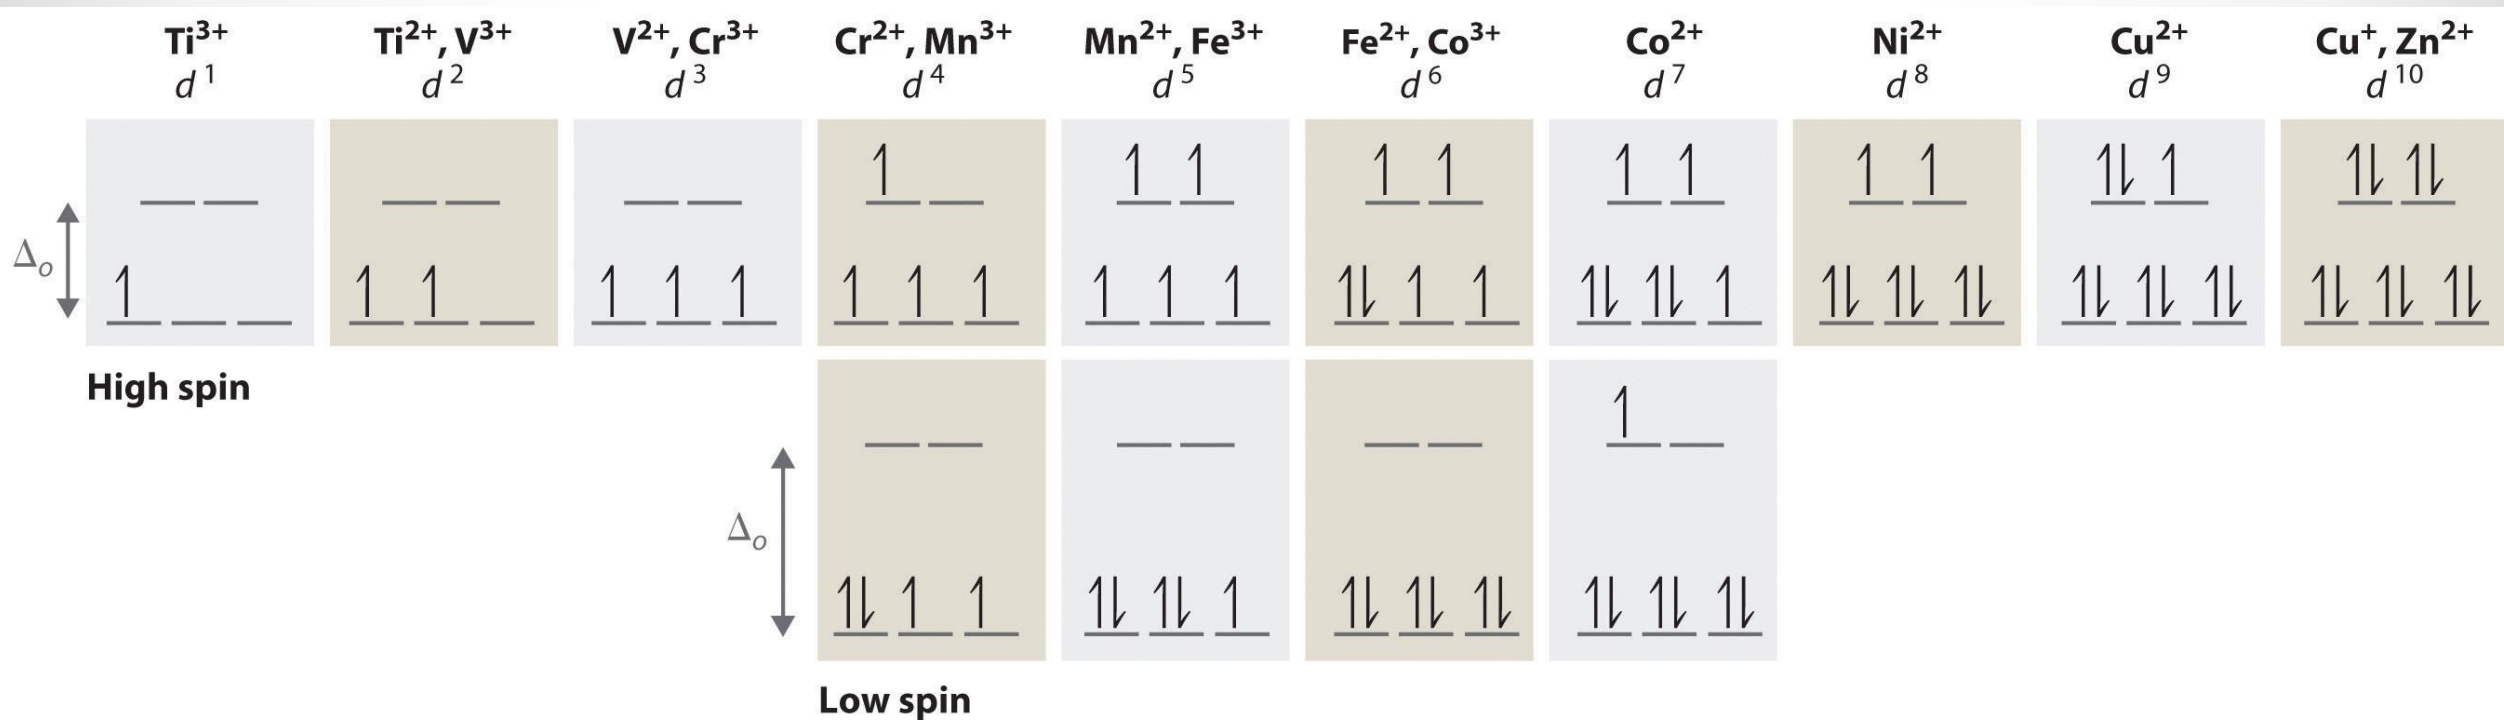 Ti³⁺ Ti²⁺, V³⁺ V²⁺, Cr³⁺ Cr²⁺, Mn³⁺ Mn²⁺, Fe³⁺ Fe²⁺, Co³⁺ Co²⁺ Ni²⁺ Cu²⁺ Cu⁺, Zn²⁺
d¹ d² d³ d⁴ d⁵ d⁶ d⁷ d⁸ d⁹ d¹⁰
Δₒ
High spin
Δₒ
Low spin